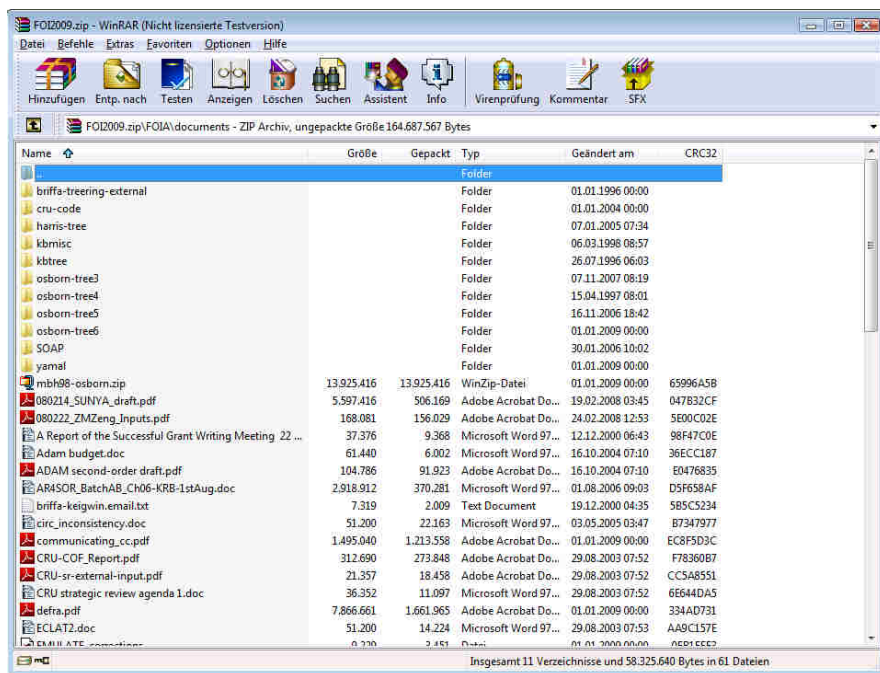 FOI2009.zip - WinRAR (Nicht lizensierte Testversion)
Datei Befehle Extras Favoriten Optionen Hilfe
Hinzufügen Entp. nach Testen Anzeigen Löschen Suchen Assistent Info Virenprüfung Kommentar SFX
FOI2009.zip\FOIA\documents - ZIP Archiv, ungepackte Größe 164.687.567 Bytes
Name Größe Gepackt Typ Geändert am CRC32
.. Folder
briffa-treering-external Folder 01.01.1996 00:00
cru-code Folder 01.01.2004 00:00
harris-tree Folder 07.01.2005 07:34
kbmisc Folder 06.03.1998 08:57
kbtree Folder 26.07.1996 06:03
osborn-tree3 Folder 07.11.2007 08:19
osborn-tree4 Folder 15.04.1997 08:01
osborn-tree5 Folder 16.11.2006 18:42
osborn-tree6 Folder 01.01.2009 00:00
SOAP Folder 30.01.2006 10:02
yamal Folder 01.01.2009 00:00
mbh98-osborn.zip 13.925.416 13.925.416 WinZip-Datei 01.01.2009 00:00 65996A5B
080214_SUNYA_draft.pdf 5.597.416 506.169 Adobe Acrobat Do... 19.02.2008 03:45 047B32CF
080222_ZMZeng_Inputs.pdf 168.081 156.029 Adobe Acrobat Do... 24.02.2008 12:53 5E00C02E
A Report of the Successful Grant Writing Meeting 22 ... 37.376 9.368 Microsoft Word 97... 12.12.2000 06:43 98F47C0E
Adam budget.doc 61.440 6.002 Microsoft Word 97... 16.10.2004 07:10 36ECC187
ADAM second-order draft.pdf 104.786 91.923 Adobe Acrobat Do... 16.10.2004 07:10 E0476835
AR4SOR_BatchAB_Ch06-KRB-1stAug.doc 2.918.912 370.281 Microsoft Word 97... 01.08.2006 09:03 D5F658AF
briffa-keigwin.email.txt 7.319 2.009 Text Document 19.12.2000 04:35 5B5C5234
circ_inconsistency.doc 51.200 22.163 Microsoft Word 97... 03.05.2005 03:47 B7347977
communicating_cc.pdf 1.495.040 1.213.558 Adobe Acrobat Do... 01.01.2009 00:00 EC8F5D3C
CRU-COF_Report.pdf 312.690 273.848 Adobe Acrobat Do... 29.08.2003 07:52 F78360B7
CRU-sr-external-input.pdf 21.357 18.458 Adobe Acrobat Do... 29.08.2003 07:52 CC5A8551
CRU strategic review agenda 1.doc 36.352 11.097 Microsoft Word 97... 29.08.2003 07:52 6E644DA5
defra.pdf 7.866.661 1.661.965 Adobe Acrobat Do... 01.01.2009 00:00 334AD731
ECLAT2.doc 51.200 14.224 Microsoft Word 97... 29.08.2003 07:53 AA9C157E
EMULATE corrections 9.229 3.451 Datei 01.01.2009 00:00
Insgesamt 11 Verzeichnisse und 58.325.640 Bytes in 61 Dateien